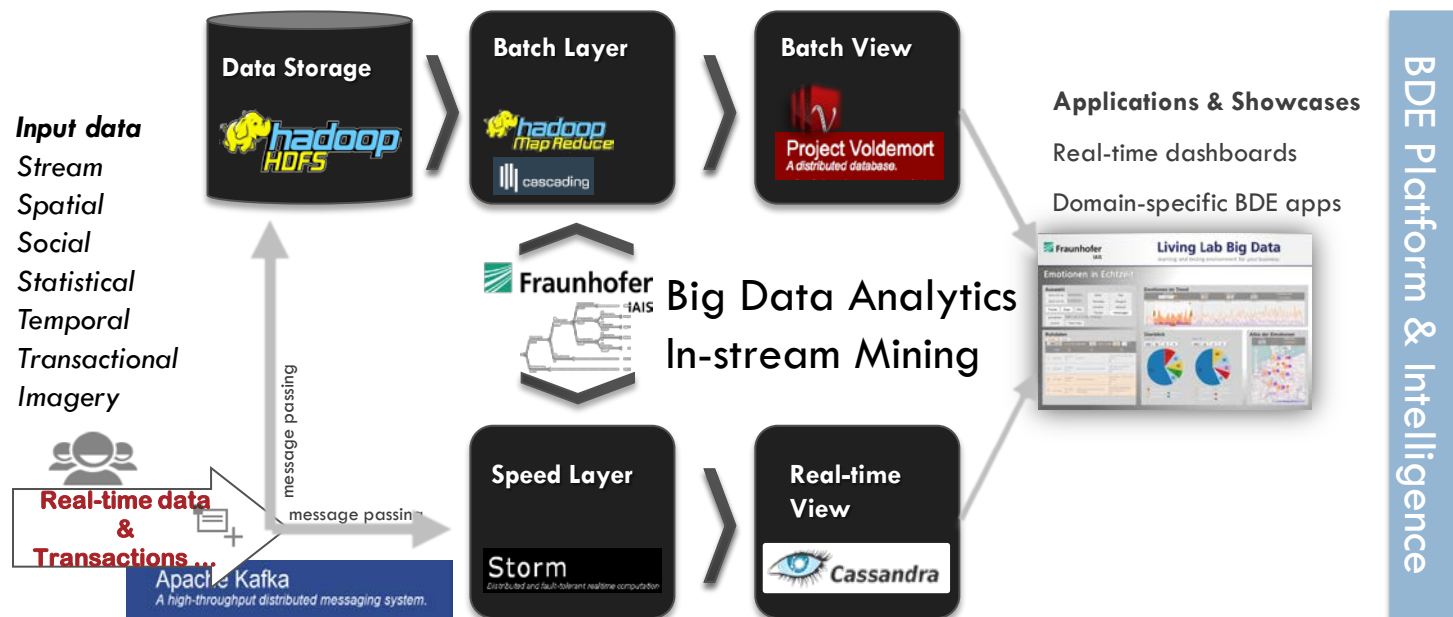 Data Storage
hadoop
HDFS
Batch Layer
hadoop
Map Reduce
cascading
Batch View
Project Voldemort
A distributed database.
Input data
Stream
Spatial
Social
Statistical
Temporal
Transactional
Imagery
Real-time data
&
Transactions ...
Apache Kafka
A high-throughput distributed messaging system.
message passing
message passing
Fraunhofer
IAIS
Big Data Analytics
In-stream Mining
Speed Layer
Storm
Distributed and fault-tolerant realtime computation
Real-time
View
Cassandra
Applications & Showcases
Real-time dashboards
Domain-specific BDE apps
Fraunhofer
IAIS
Living Lab Big Data
Emotionen in Echtzeit
BDE Platform & Intelligence